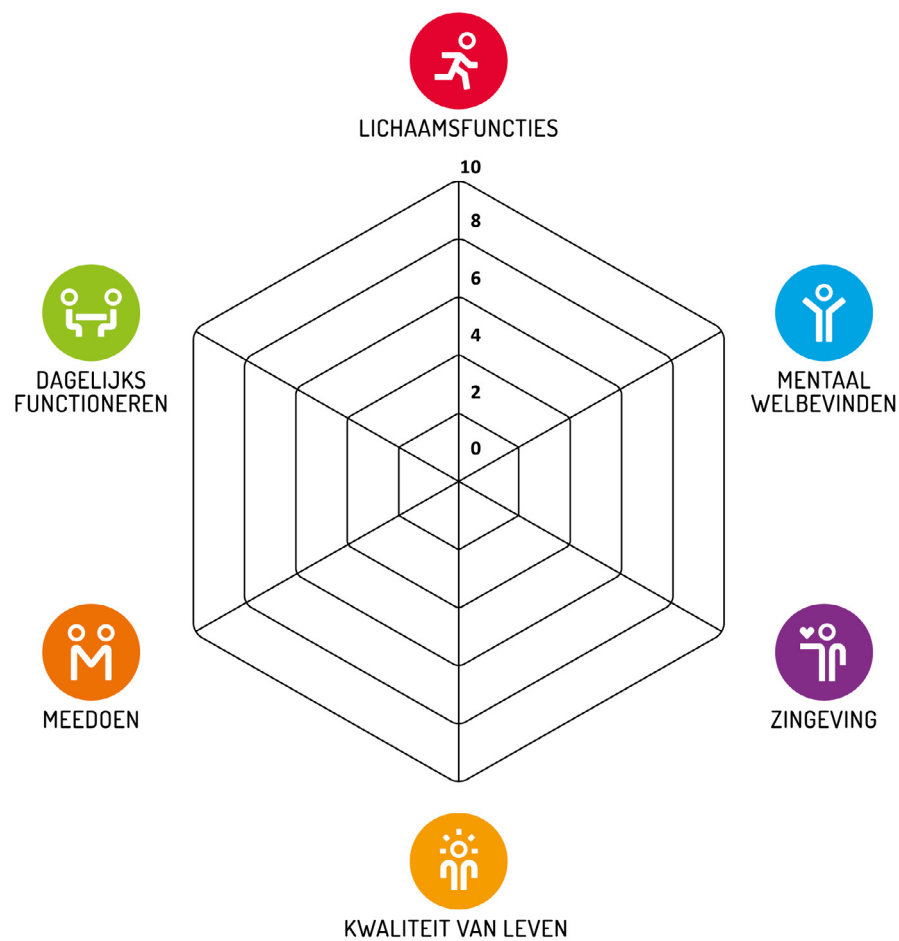 LICHAAMSFUNCTIES
10
8
6
4
2
0
DAGELIJKS
FUNCTIONEREN
MENTAAL
WELBEVINDEN
MEEDOEN
ZINGEVING
KWALITEIT VAN LEVEN